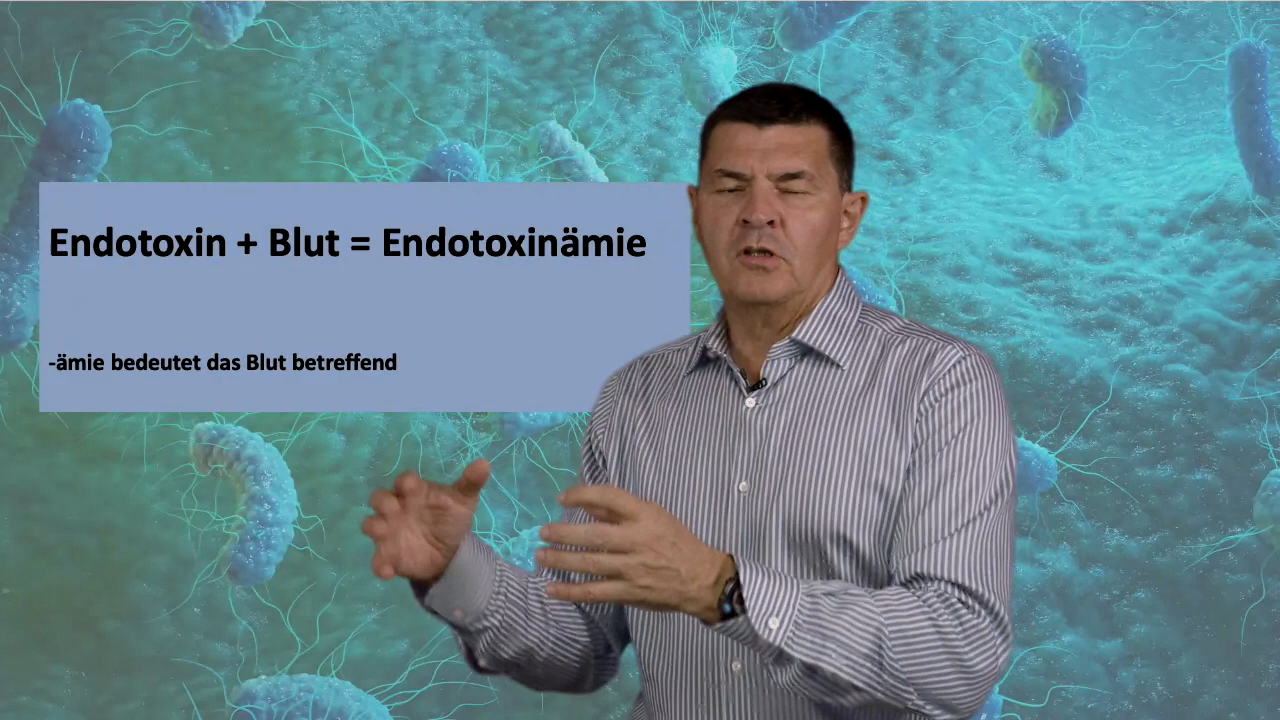 Endotoxin + Blut = Endotoxinämie
-ämie bedeutet das Blut betreffend